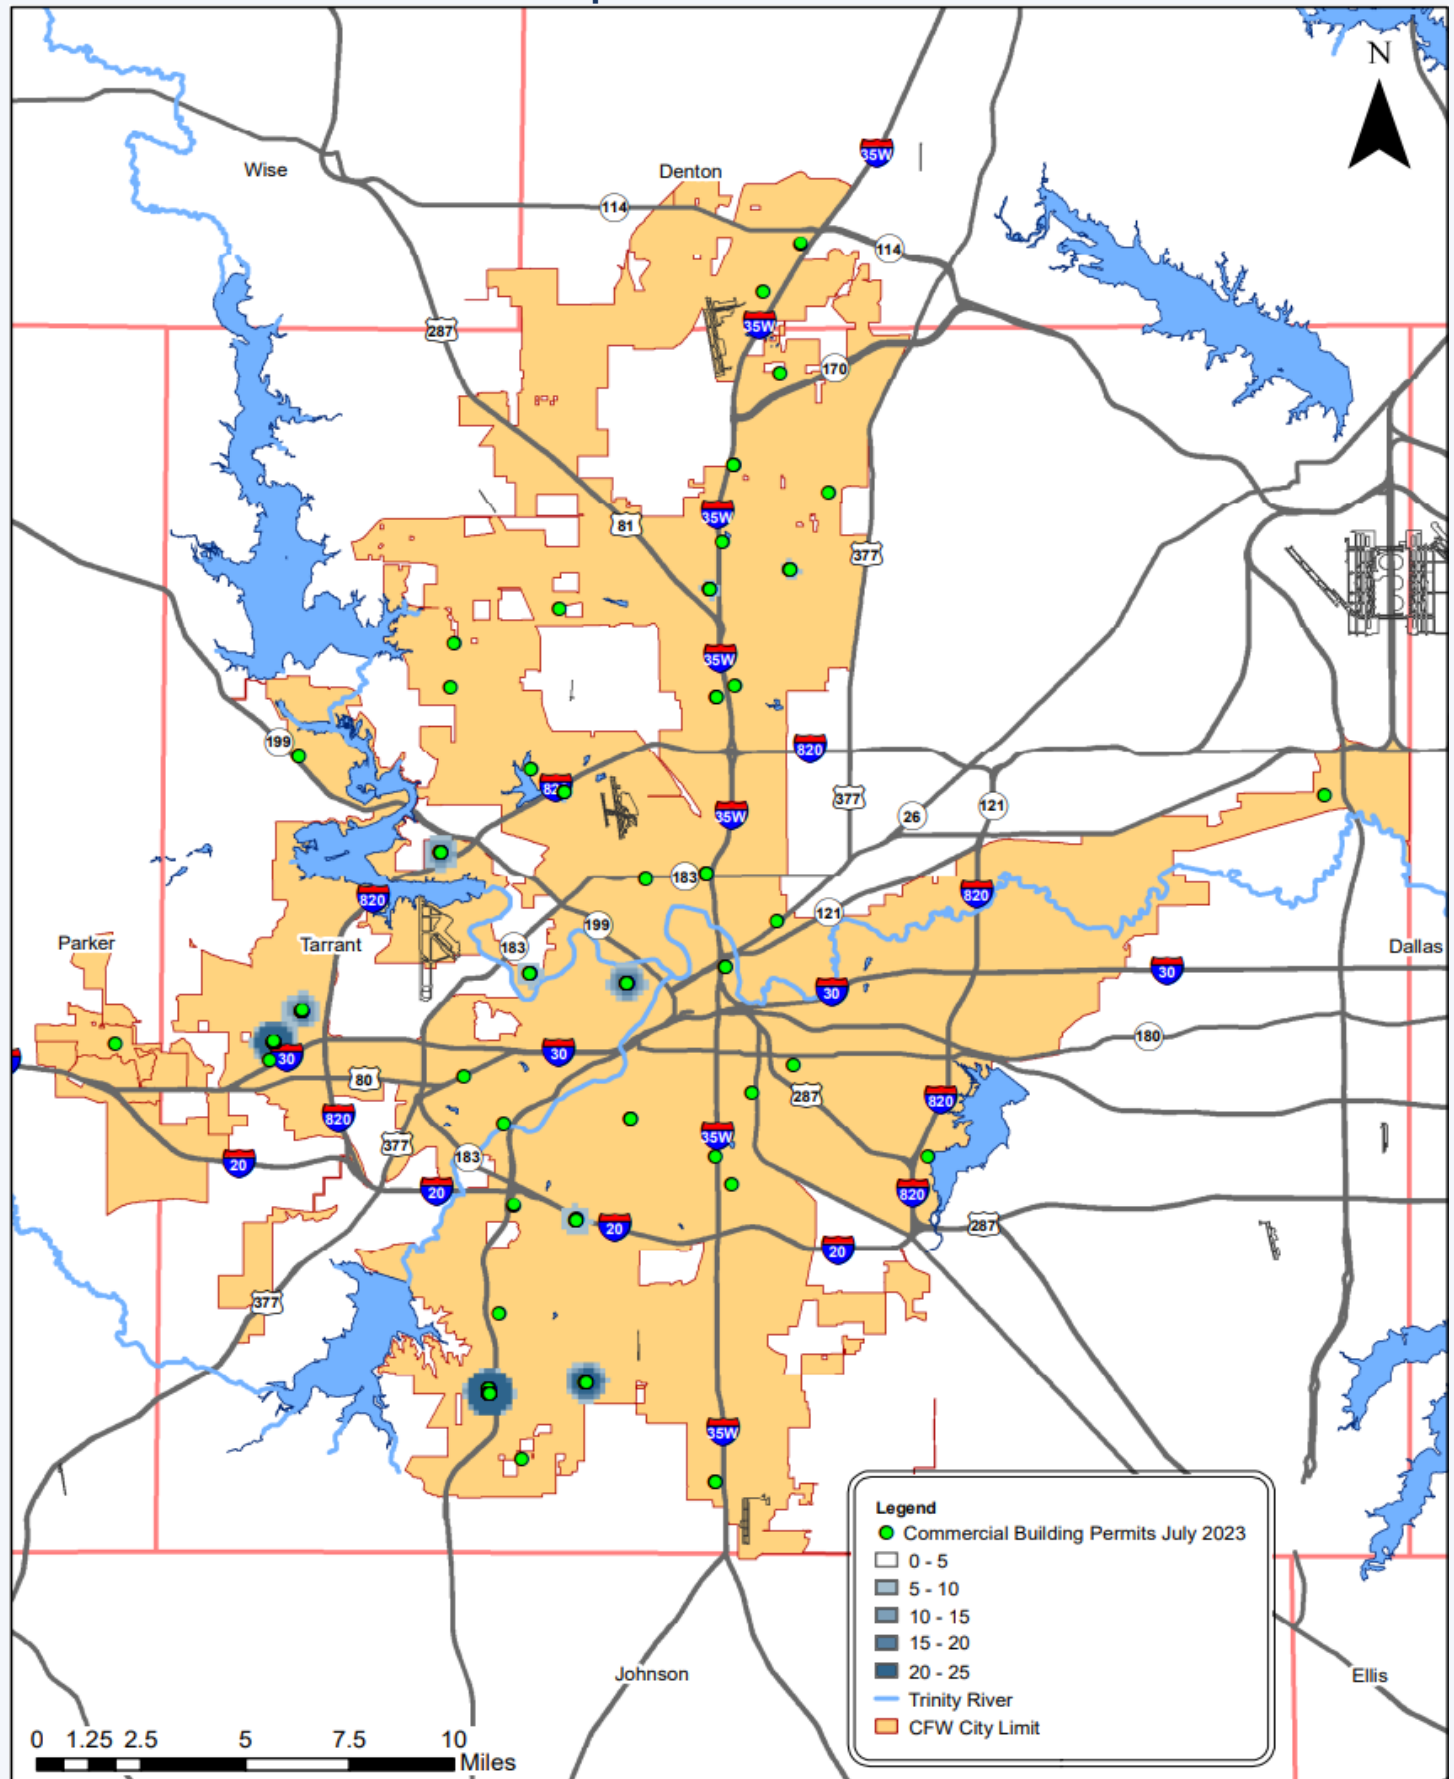 N
35W
Wise
Denton
114
114
287
35W
170
35W
81
377
35W
199
820
820
377
26
121
35W
183
820
820
199
121
183
Parker
Tarrant
Dallas
30
30
180
30
30
80
287
820
820
35W
377
183
20
20
820
20
287
20
377
35W
Legend
Commercial Building Permits July 2023
0 - 5
5 - 10
10 - 15
15 - 20
20 - 25
Trinity River
CFW City Limit
Johnson
Ellis
0 1.25 2.5 5 7.5 10
Miles